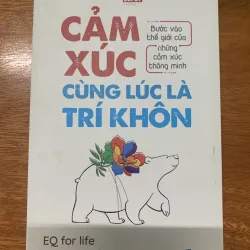 CẢM
XÚC
Bước vào
thế giới của
những
cảm xúc
thông minh
CÙNG LÚC LÀ
TRÍ KHÔN
EQ for life